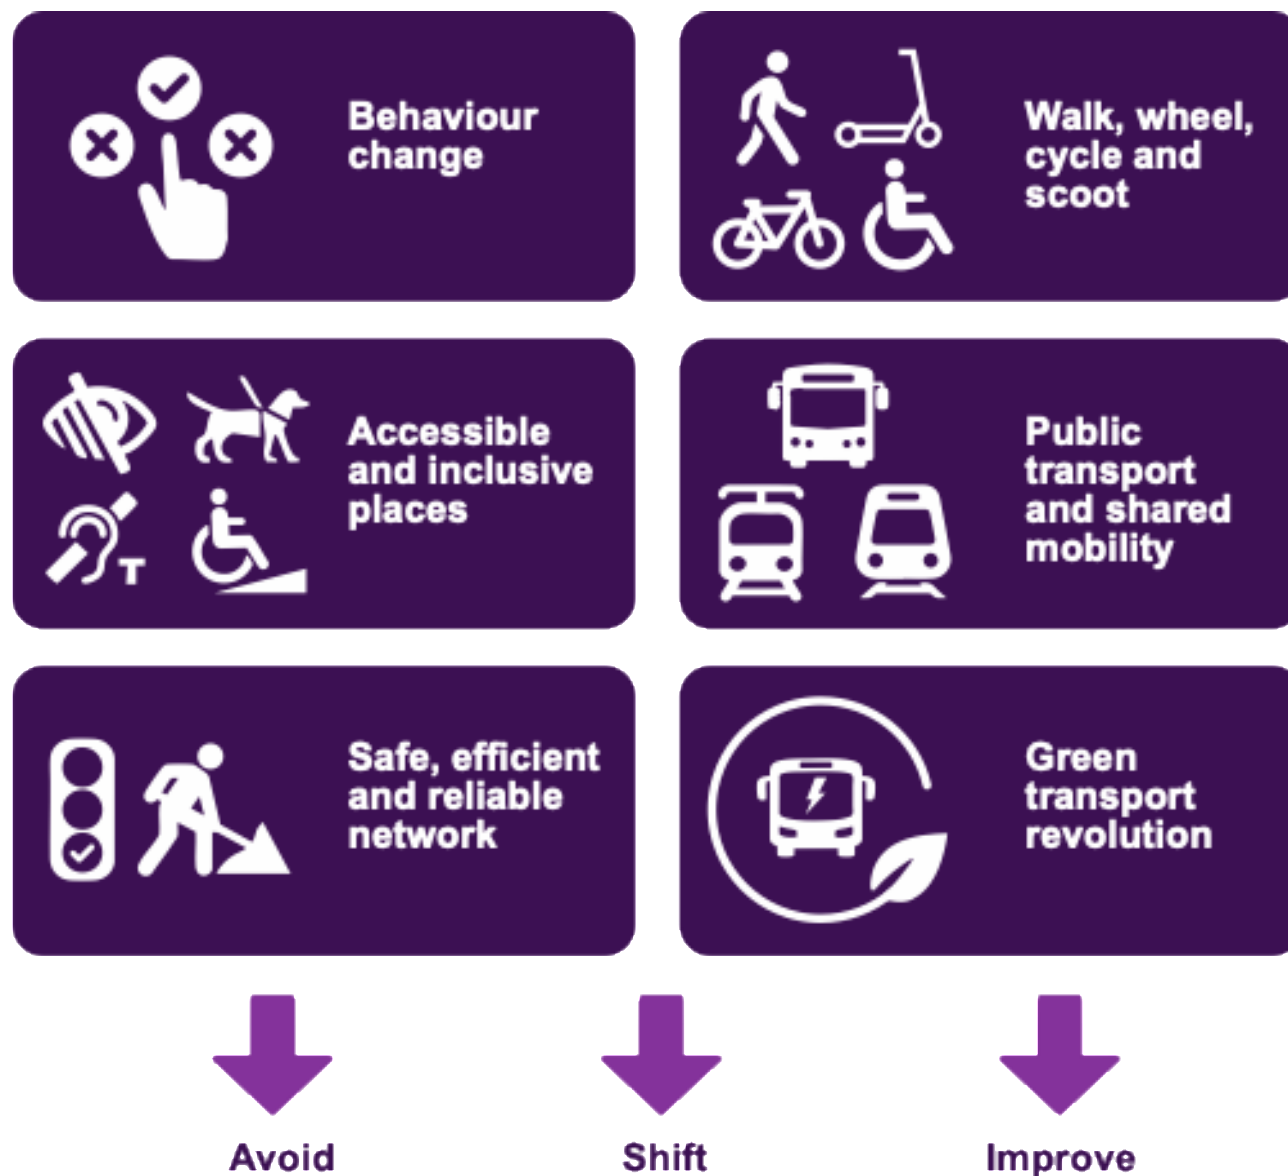 Behaviour
change
Walk, wheel,
cycle and
scoot
Accessible
and inclusive
places
T
Public
transport
and shared
mobility
Safe, efficient
and reliable
network
Green
transport
revolution
Avoid
Shift
Improve